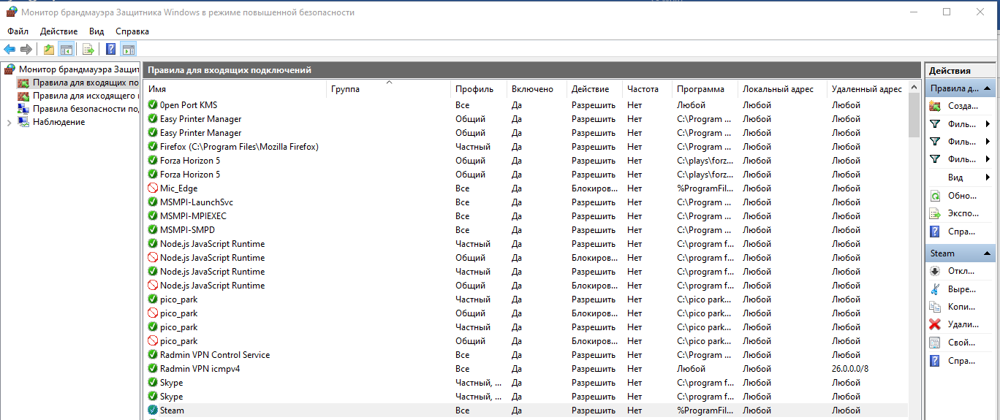 Монитор брандмауэра Защитника Windows в режиме повышенной безопасности
Файл Действие Вид Справка
Монитор брандмауэра Защит
Правила для входящих по
Правила для исходящего
Правила безопасности по
Наблюдение
Правила для входящих подключений
Имя Группа Профиль Включено Действие Частота Программа Локальный адрес Удаленный адрес
0pen Port KMS Все Да Разрешить Нет Любой Любой Любой
Easy Printer Manager Общий Да Разрешить Нет C:\Program ... Любой Любой
Easy Printer Manager Общий Да Разрешить Нет C:\Program ... Любой Любой
Firefox (C:\Program Files\Mozilla Firefox) Частный Да Разрешить Нет C:\Program ... Любой Любой
Forza Horizon 5 Общий Да Разрешить Нет C:\plays\forz... Любой Любой
Forza Horizon 5 Общий Да Разрешить Нет C:\plays\forz... Любой Любой
Mic_Edge Все Да Блокиров... Нет %ProgramFil... Любой Любой
MSMPI-LaunchSvc Все Да Разрешить Нет C:\Program ... Любой Любой
MSMPI-MPIEXEC Все Да Разрешить Нет C:\Program ... Любой Любой
MSMPI-SMPD Все Да Разрешить Нет C:\Program ... Любой Любой
Node.js JavaScript Runtime Частный Да Разрешить Нет C:\program f... Любой Любой
Node.js JavaScript Runtime Общий Да Блокиров... Нет C:\program f... Любой Любой
Node.js JavaScript Runtime Частный Да Разрешить Нет C:\program f... Любой Любой
Node.js JavaScript Runtime Общий Да Блокиров... Нет C:\program f... Любой Любой
pico_park Частный Да Разрешить Нет C:\pico park... Любой Любой
pico_park Общий Да Блокиров... Нет C:\pico park... Любой Любой
pico_park Частный Да Разрешить Нет C:\pico park... Любой Любой
pico_park Общий Да Блокиров... Нет C:\pico park... Любой Любой
Radmin VPN Control Service Все Да Разрешить Нет C:\Program ... Любой Любой
Radmin VPN icmpv4 Все Да Разрешить Нет Любой Любой 26.0.0.0/8
Skype Частный, ... Да Разрешить Нет C:\program f... Любой Любой
Skype Частный, ... Да Разрешить Нет C:\program f... Любой Любой
Steam Все Да Разрешить Нет %ProgramFil... Любой Любой
Действия
Правила д...
Созда...
Филь...
Филь...
Филь...
Вид
Обно...
Экспо...
Спра...
Steam
Откл...
Выре...
Копи...
Удали...
Свой...
Спра...